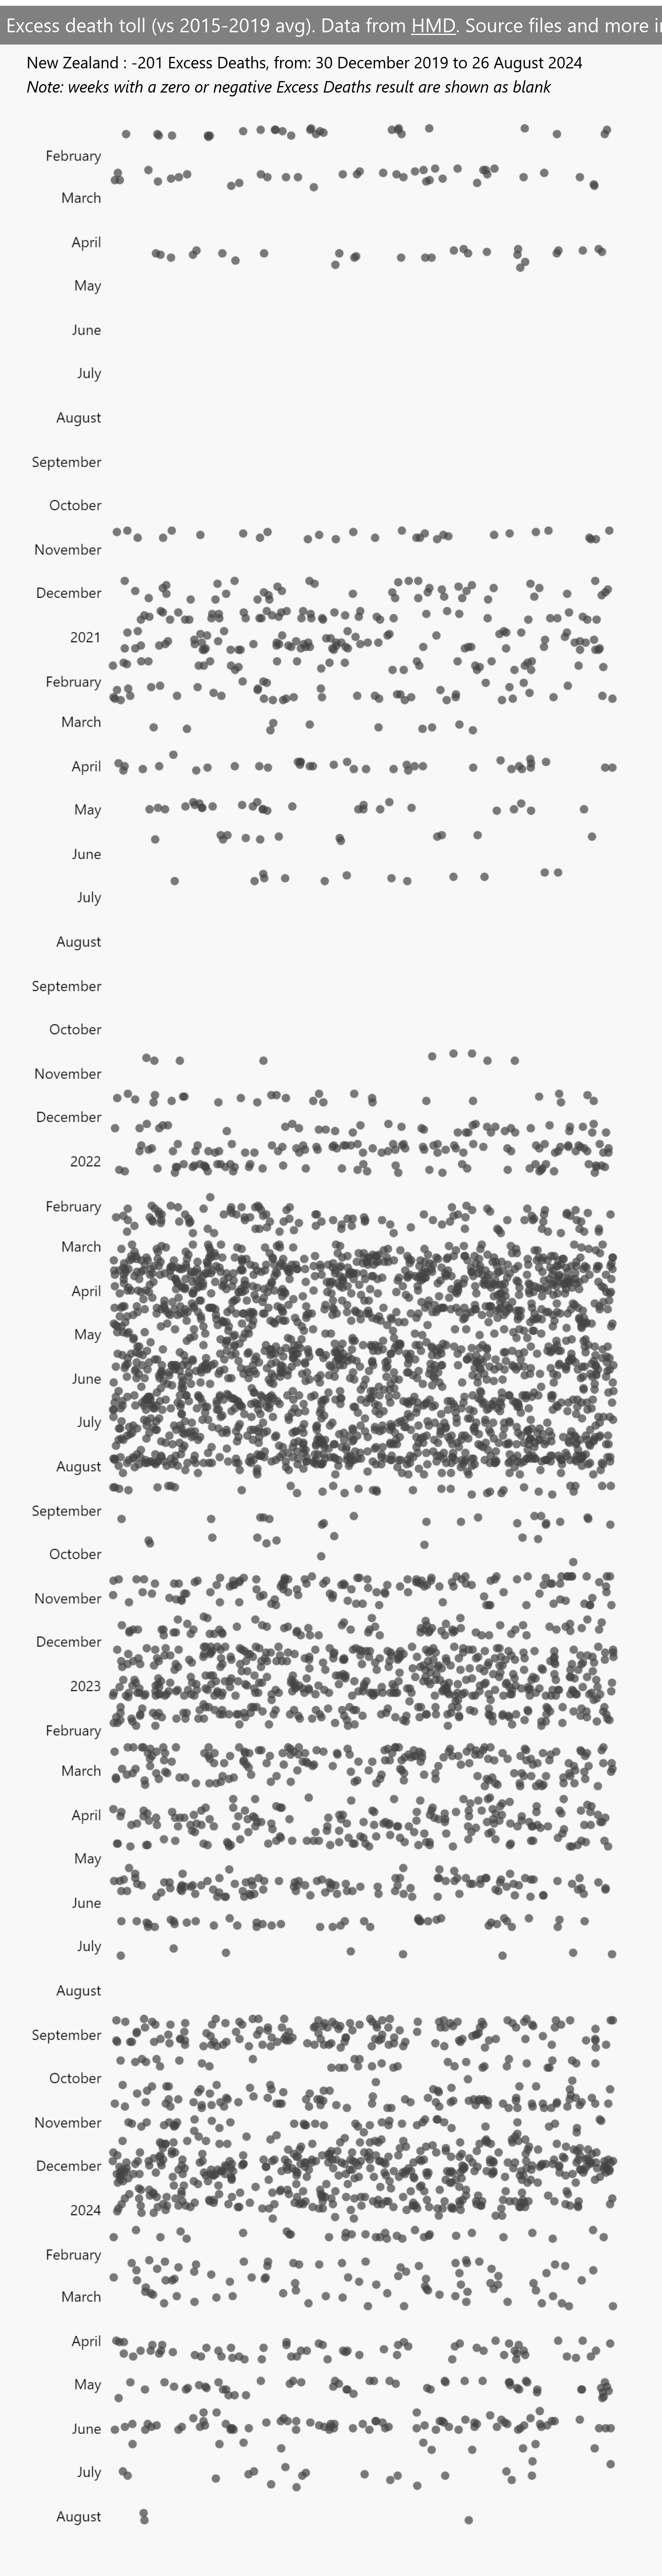 Excess death toll (vs 2015-2019 avg). Data from HMD. Source files and more i
New Zealand : -201 Excess Deaths, from: 30 December 2019 to 26 August 2024
Note: weeks with a zero or negative Excess Deaths result are shown as blank
February
March
April
May
June
July
August
September
October
November
December
2021
February
March
April
May
June
July
August
September
October
November
December
2022
February
March
April
May
June
July
August
September
October
November
December
2023
February
March
April
May
June
July
August
September
October
November
December
2024
February
March
April
May
June
July
August